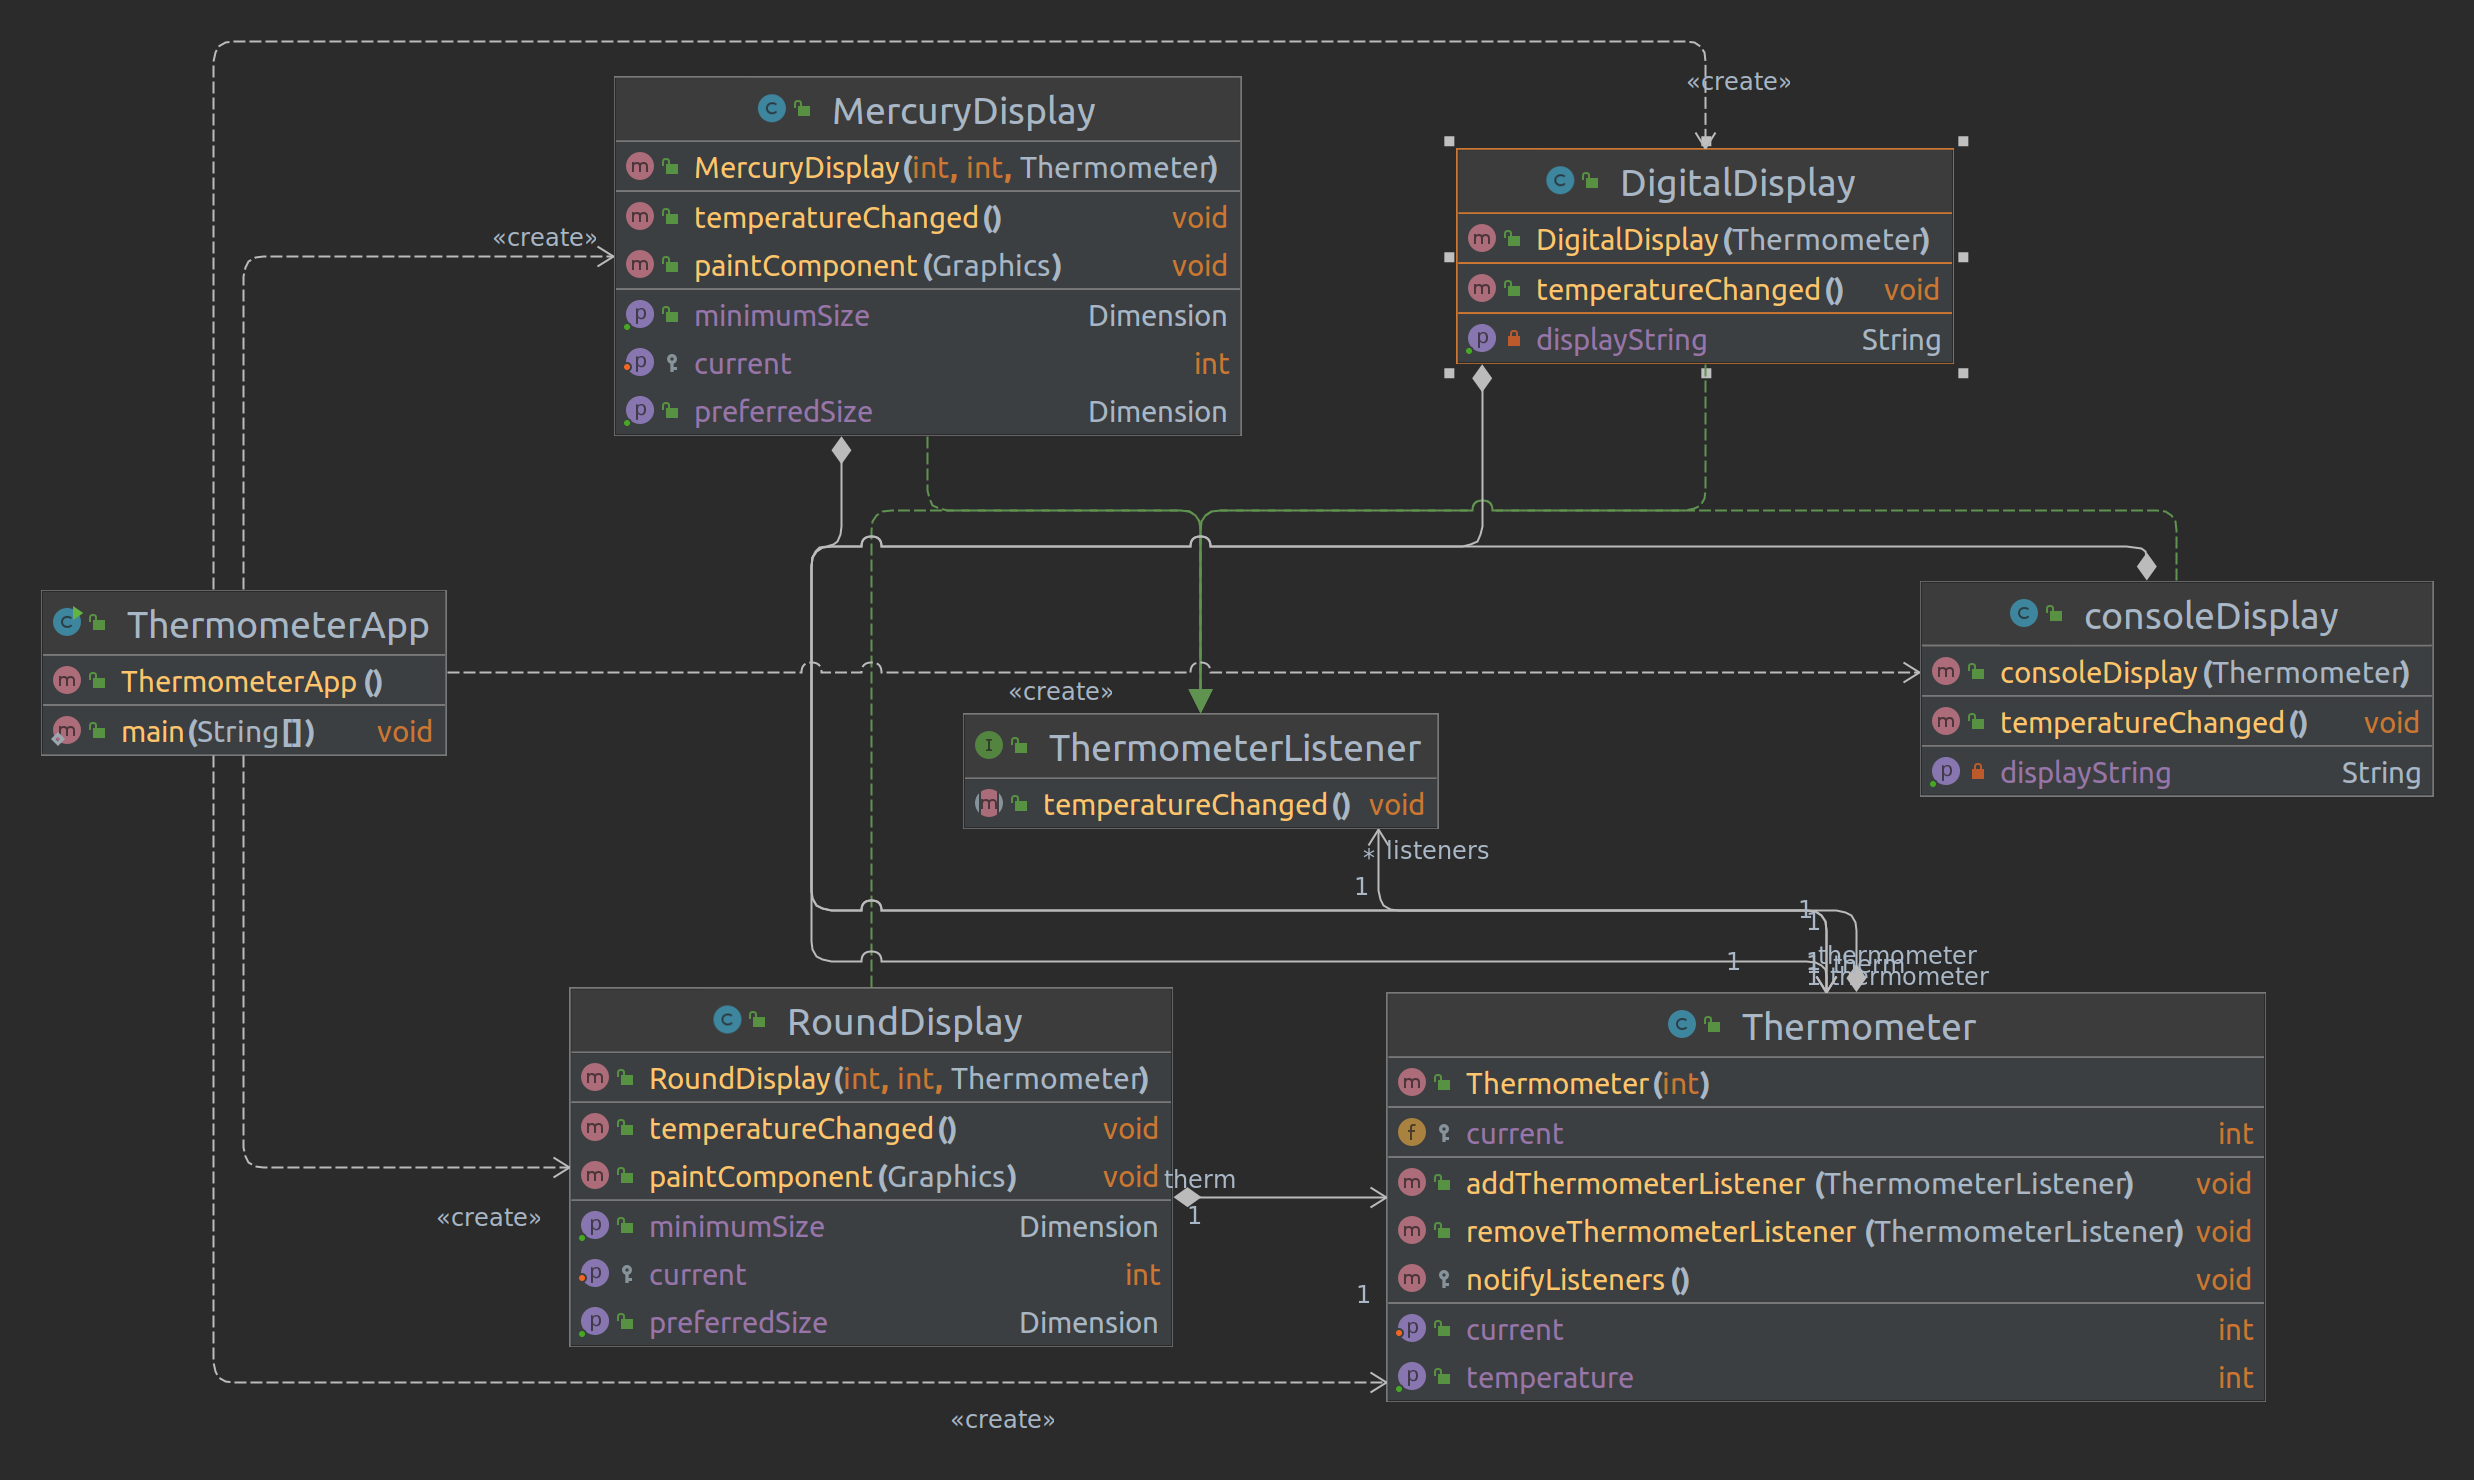 «create»
MercuryDisplay
MercuryDisplay(int, int, Thermometer)
temperatureChanged() void
paintComponent(Graphics) void
minimumSize Dimension
current int
preferredSize Dimension
DigitalDisplay
DigitalDisplay(Thermometer)
temperatureChanged() void
displayString String
«create»
ThermometerApp
ThermometerApp()
main(String[]) void
consoleDisplay
consoleDisplay(Thermometer)
temperatureChanged() void
displayString String
«create»
ThermometerListener
temperatureChanged() void
* listeners
1
1
1
1
1 thermometer
therm
1 thermometer
RoundDisplay
RoundDisplay(int, int, Thermometer)
temperatureChanged() void
paintComponent(Graphics) void
minimumSize Dimension
current int
preferredSize Dimension
therm
1
1
«create»
Thermometer
Thermometer(int)
current int
addThermometerListener(ThermometerListener) void
removeThermometerListener(ThermometerListener) void
notifyListeners() void
current int
temperature int
«create»